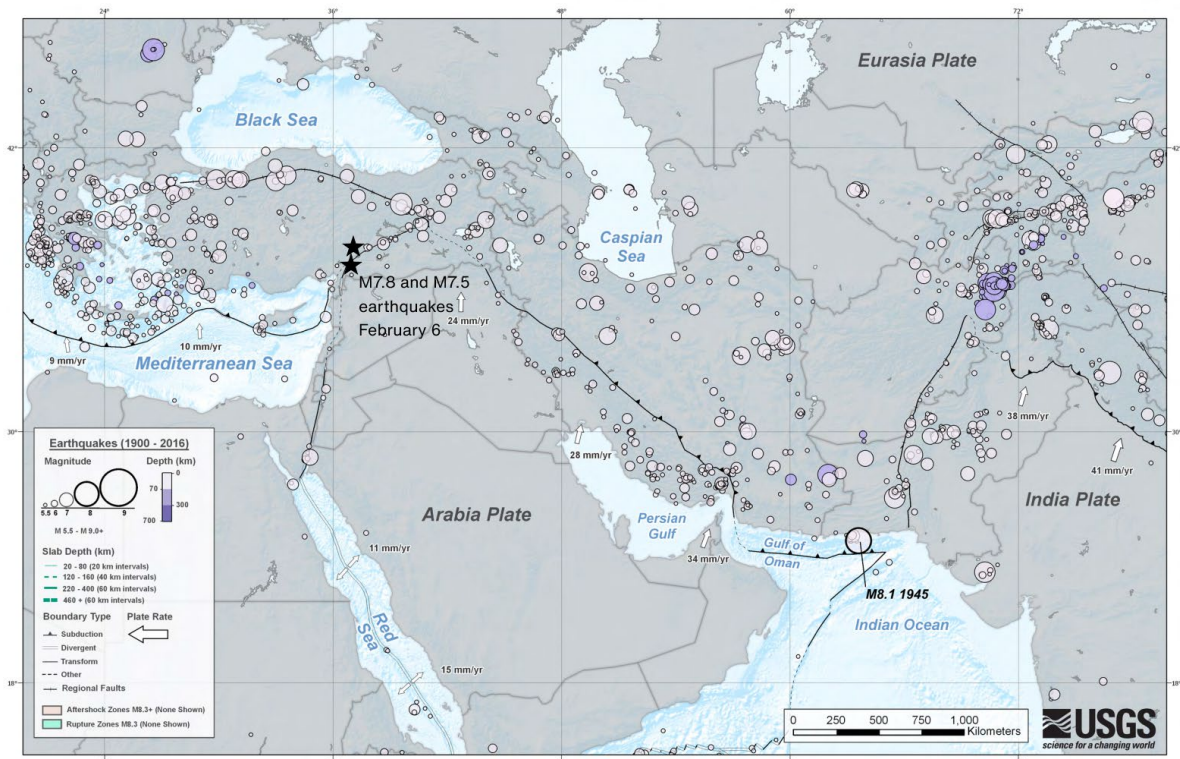 24°
36°
48°
60°
72°
Eurasia Plate
Black Sea
42°
42°
Caspian
Sea
M7.8 and M7.5
earthquakes
February 6
24 mm/yr
9 mm/yr
10 mm/yr
Mediterranean Sea
38 mm/yr
30°
28 mm/yr
41 mm/yr
Earthquakes (1900 - 2016)
Magnitude
Depth (km)
0
70
300
700
5.5 6 7 8 9
M 5.5 - M 9.0+
Slab Depth (km)
20 - 80 (20 km intervals)
120 - 160 (40 km intervals)
220 - 400 (60 km intervals)
460 + (60 km intervals)
Boundary Type
Plate Rate
Subduction
Divergent
Transform
Other
Regional Faults
Aftershock Zones M8.3+ (None Shown)
Rupture Zones M8.3 (None Shown)
India Plate
Arabia Plate
Persian
Gulf
Gulf of
Oman
34 mm/yr
11 mm/yr
M8.1 1945
Red
Sea
Indian Ocean
15 mm/yr
18°
0 250 500 750 1,000
Kilometers
USGS
science for a changing world